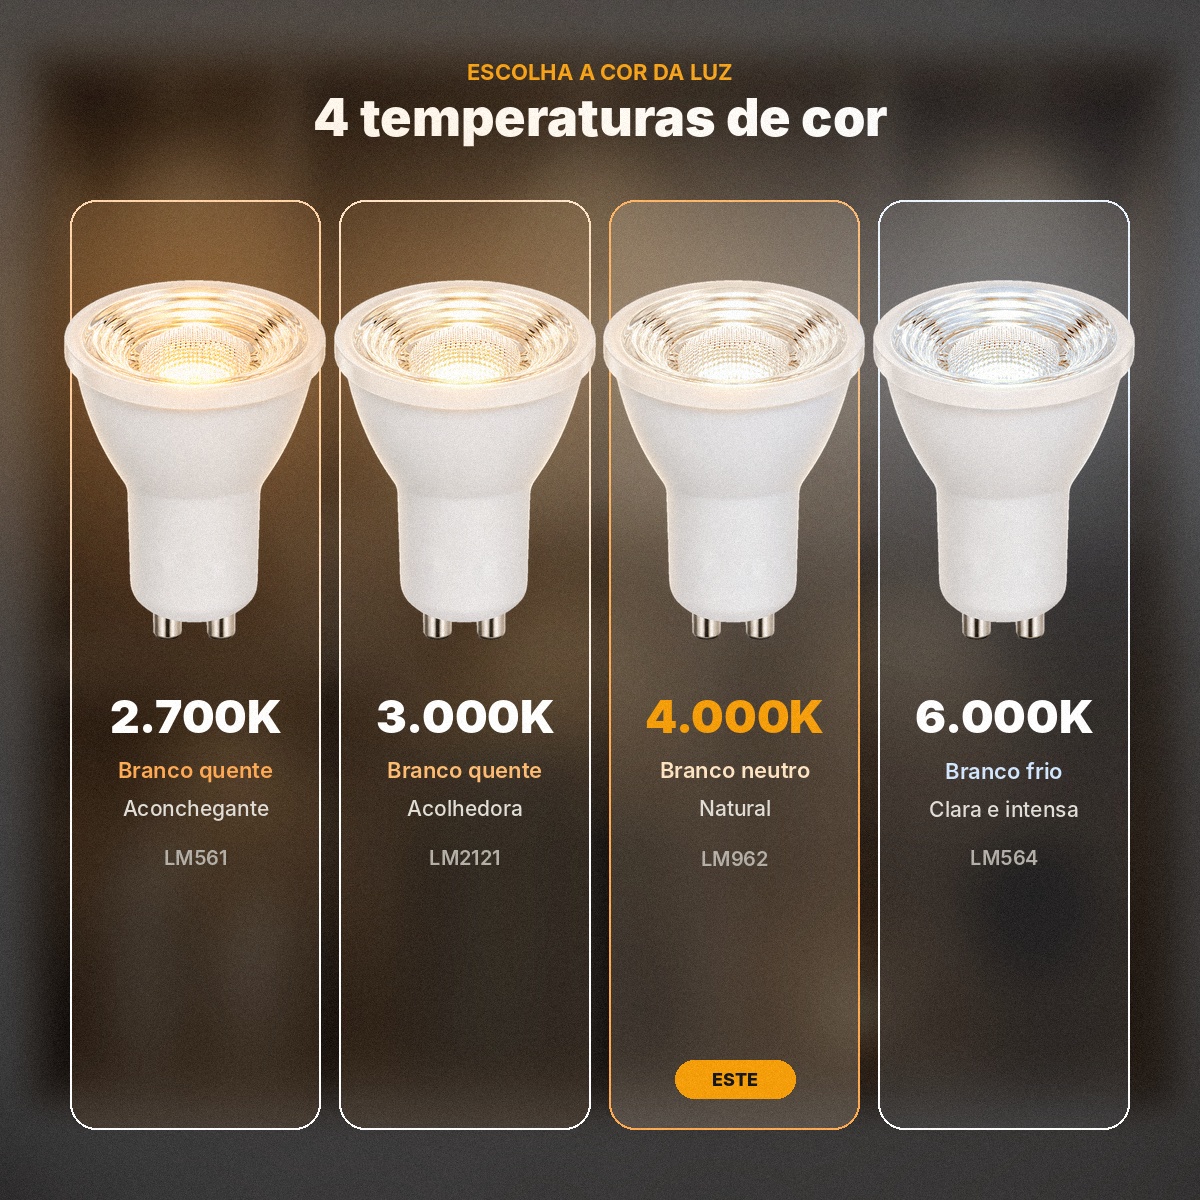 ESCOLHA A COR DA LUZ
4 temperaturas de cor
2.700K
Branco quente
Aconchegante
LM561
3.000K
Branco quente
Acolhedora
LM2121
4.000K
Branco neutro
Natural
LM962
ESTE
6.000K
Branco frio
Clara e intensa
LM564